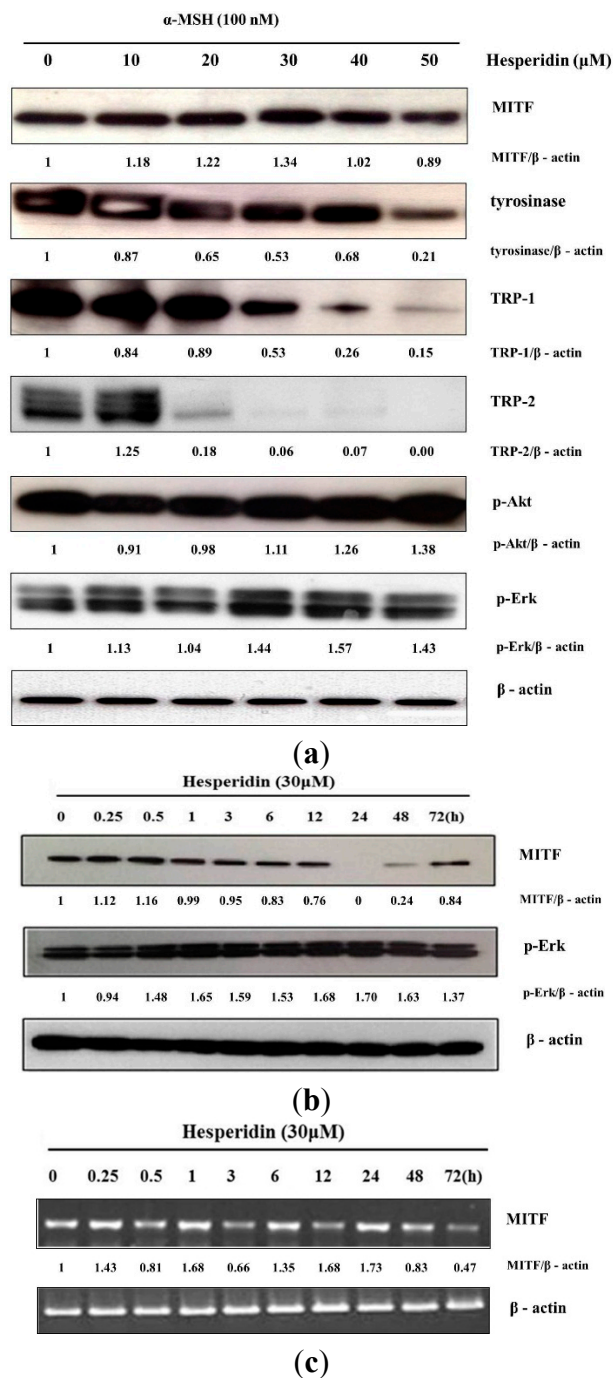 α-MSH (100 nM)
0 10 20 30 40 50 Hesperidin (μM)
MITF
1 1.18 1.22 1.34 1.02 0.89 MITF/β - actin
tyrosinase
1 0.87 0.65 0.53 0.68 0.21 tyrosinase/β - actin
TRP-1
1 0.84 0.89 0.53 0.26 0.15 TRP-1/β - actin
TRP-2
1 1.25 0.18 0.06 0.07 0.00 TRP-2/β - actin
p-Akt
1 0.91 0.98 1.11 1.26 1.38 p-Akt/β - actin
p-Erk
1 1.13 1.04 1.44 1.57 1.43 p-Erk/β - actin
β - actin
(a)
Hesperidin (30μM)
0 0.25 0.5 1 3 6 12 24 48 72(h)
MITF
1 1.12 1.16 0.99 0.95 0.83 0.76 0 0.24 0.84 MITF/β - actin
p-Erk
1 0.94 1.48 1.65 1.59 1.53 1.68 1.70 1.63 1.37 p-Erk/β - actin
β - actin
(b)
Hesperidin (30μM)
0 0.25 0.5 1 3 6 12 24 48 72(h)
MITF
1 1.43 0.81 1.68 0.66 1.35 1.68 1.73 0.83 0.47 MITF/β - actin
β - actin
(c)